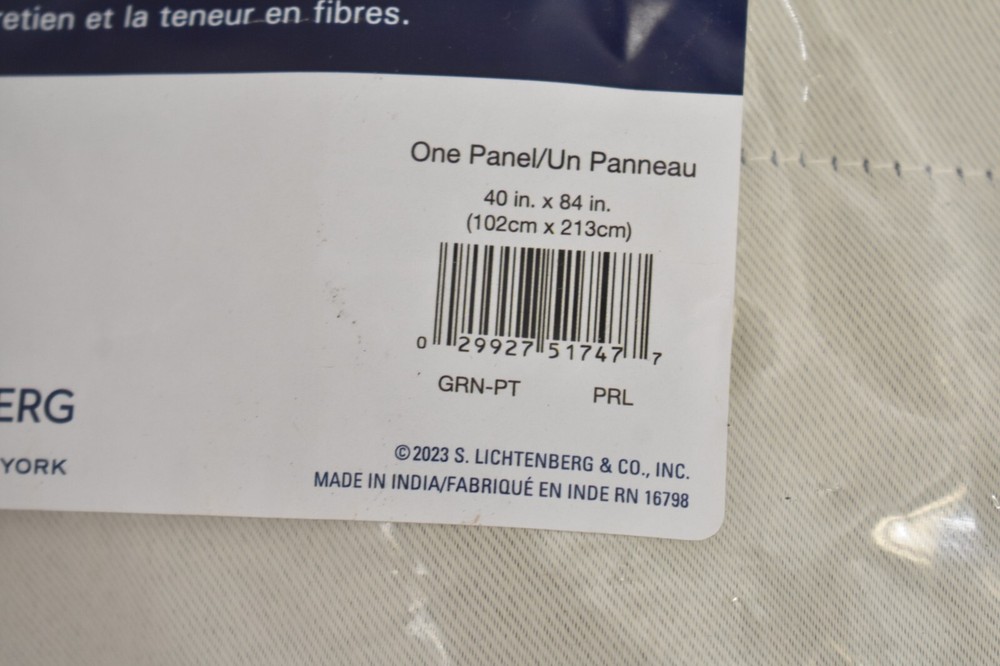 etien et la teneur en fibres.
One Panel/Un Panneau
40 in. x 84 in.
(102cm x 213cm)
0 29927 51747 7
GRN-PT PRL
ERG
YORK
©2023 S. LICHTENBERG & CO., INC.
MADE IN INDIA/FABRIQUÉ EN INDE RN 16798